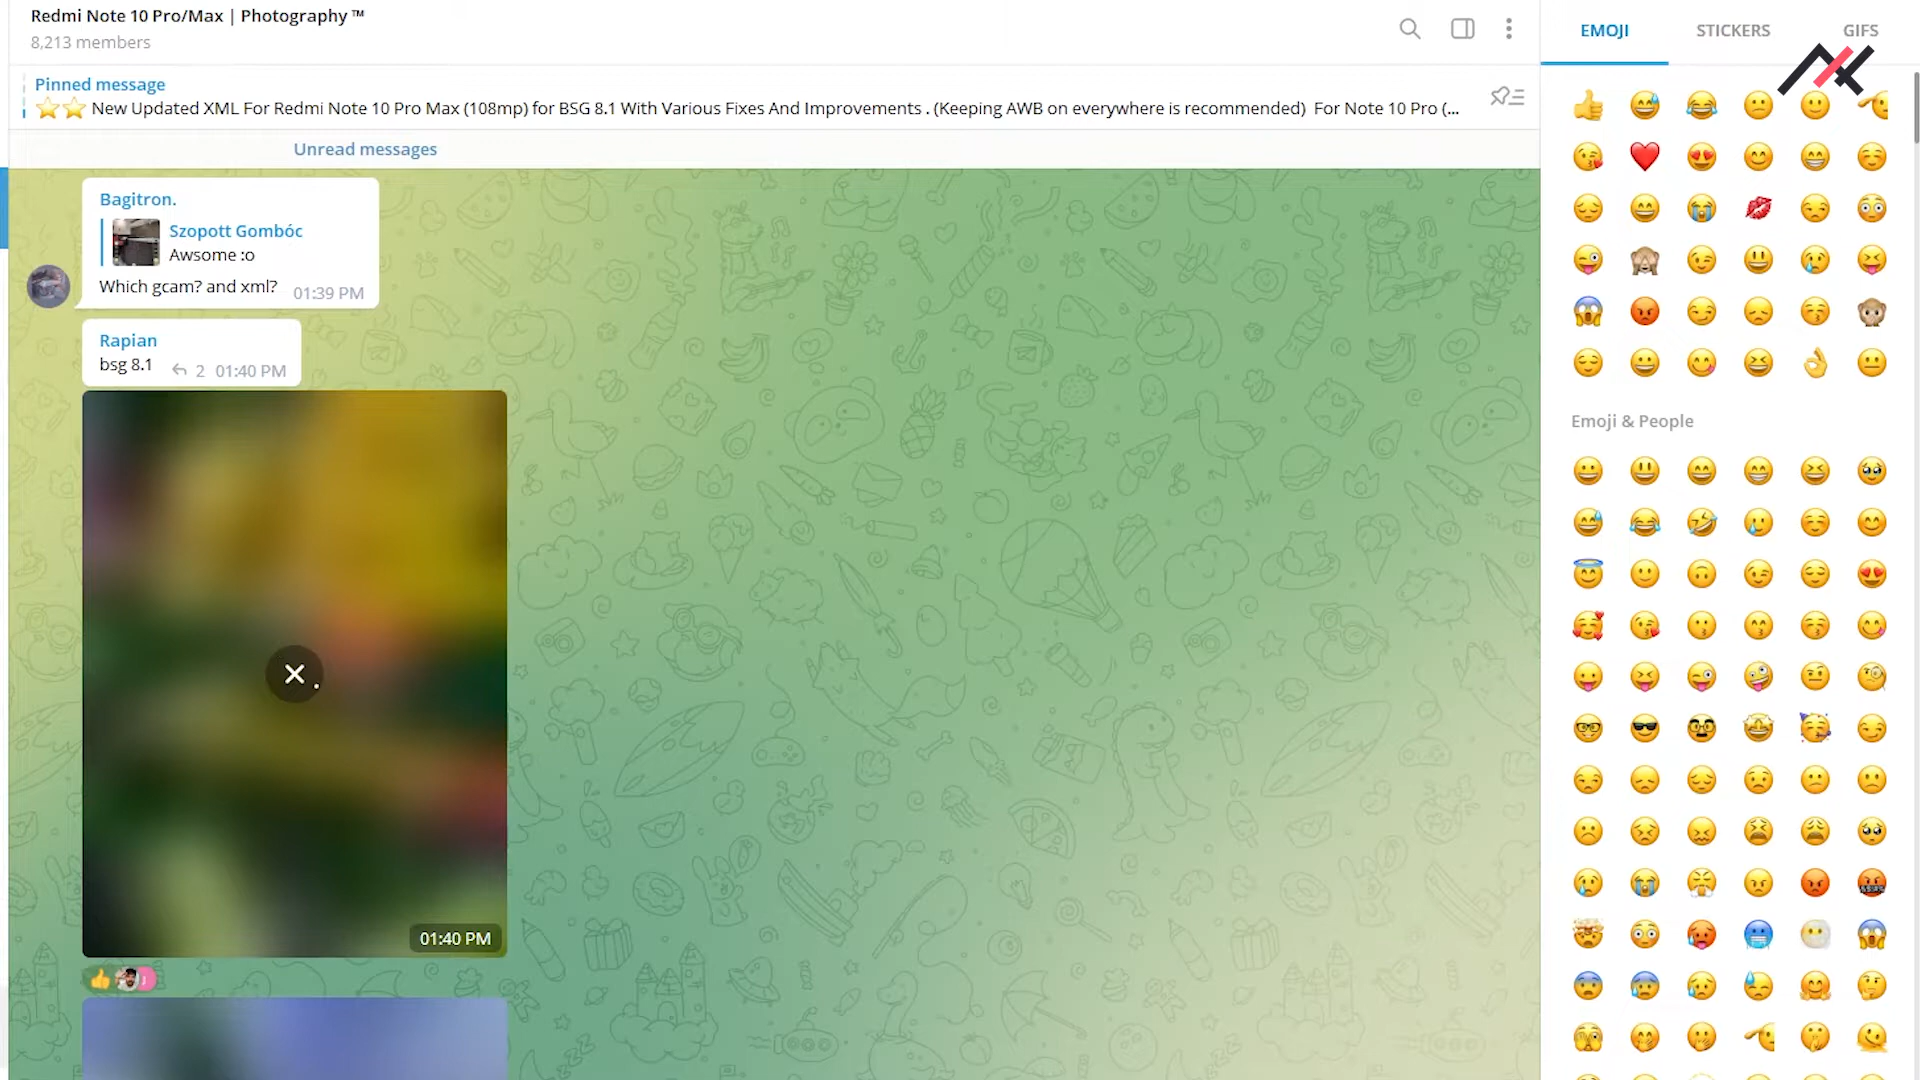 Redmi Note 10 Pro/Max | Photography ™
8,213 members
Pinned message
⭐⭐ New Updated XML For Redmi Note 10 Pro Max (108mp) for BSG 8.1 With Various Fixes And Improvements . (Keeping AWB on everywhere is recommended) For Note 10 Pro (...
Unread messages
Bagitron.
Szopott Gombóc
Awsome :o
Which gcam? and xml? 01:39 PM
Rapian
bsg 8.1 2 01:40 PM
01:40 PM
EMOJI STICKERS GIFS
Emoji & People